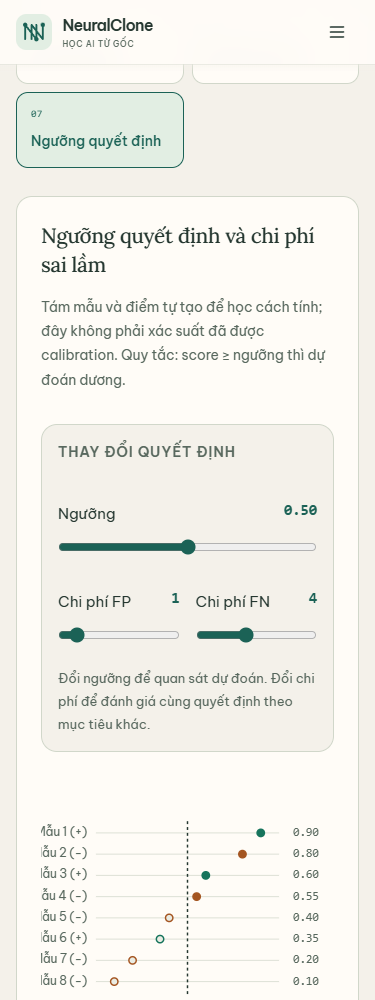 NeuralClone
HỌC AI TỪ GỐC
07
Ngưỡng quyết định
Ngưỡng quyết định và chi phí
sai lầm
Tám mẫu và điểm tự tạo để học cách tính;
đây không phải xác suất đã được
calibration. Quy tắc: score ≥ ngưỡng thì dự
đoán dương.
THAY ĐỔI QUYẾT ĐỊNH
Ngưỡng 0.50
Chi phí FP 1 Chi phí FN 4
Đổi ngưỡng để quan sát dự đoán. Đổi chi
phí để đánh giá cùng quyết định theo
mục tiêu khác.
Mẫu 1 (+) 0.90
ẫu 2 (−) 0.80
ẫu 3 (+) 0.60
ẫu 4 (−) 0.55
ẫu 5 (−) 0.40
ẫu 6 (+) 0.35
ẫu 7 (−) 0.20
ẫu 8 (−) 0.10